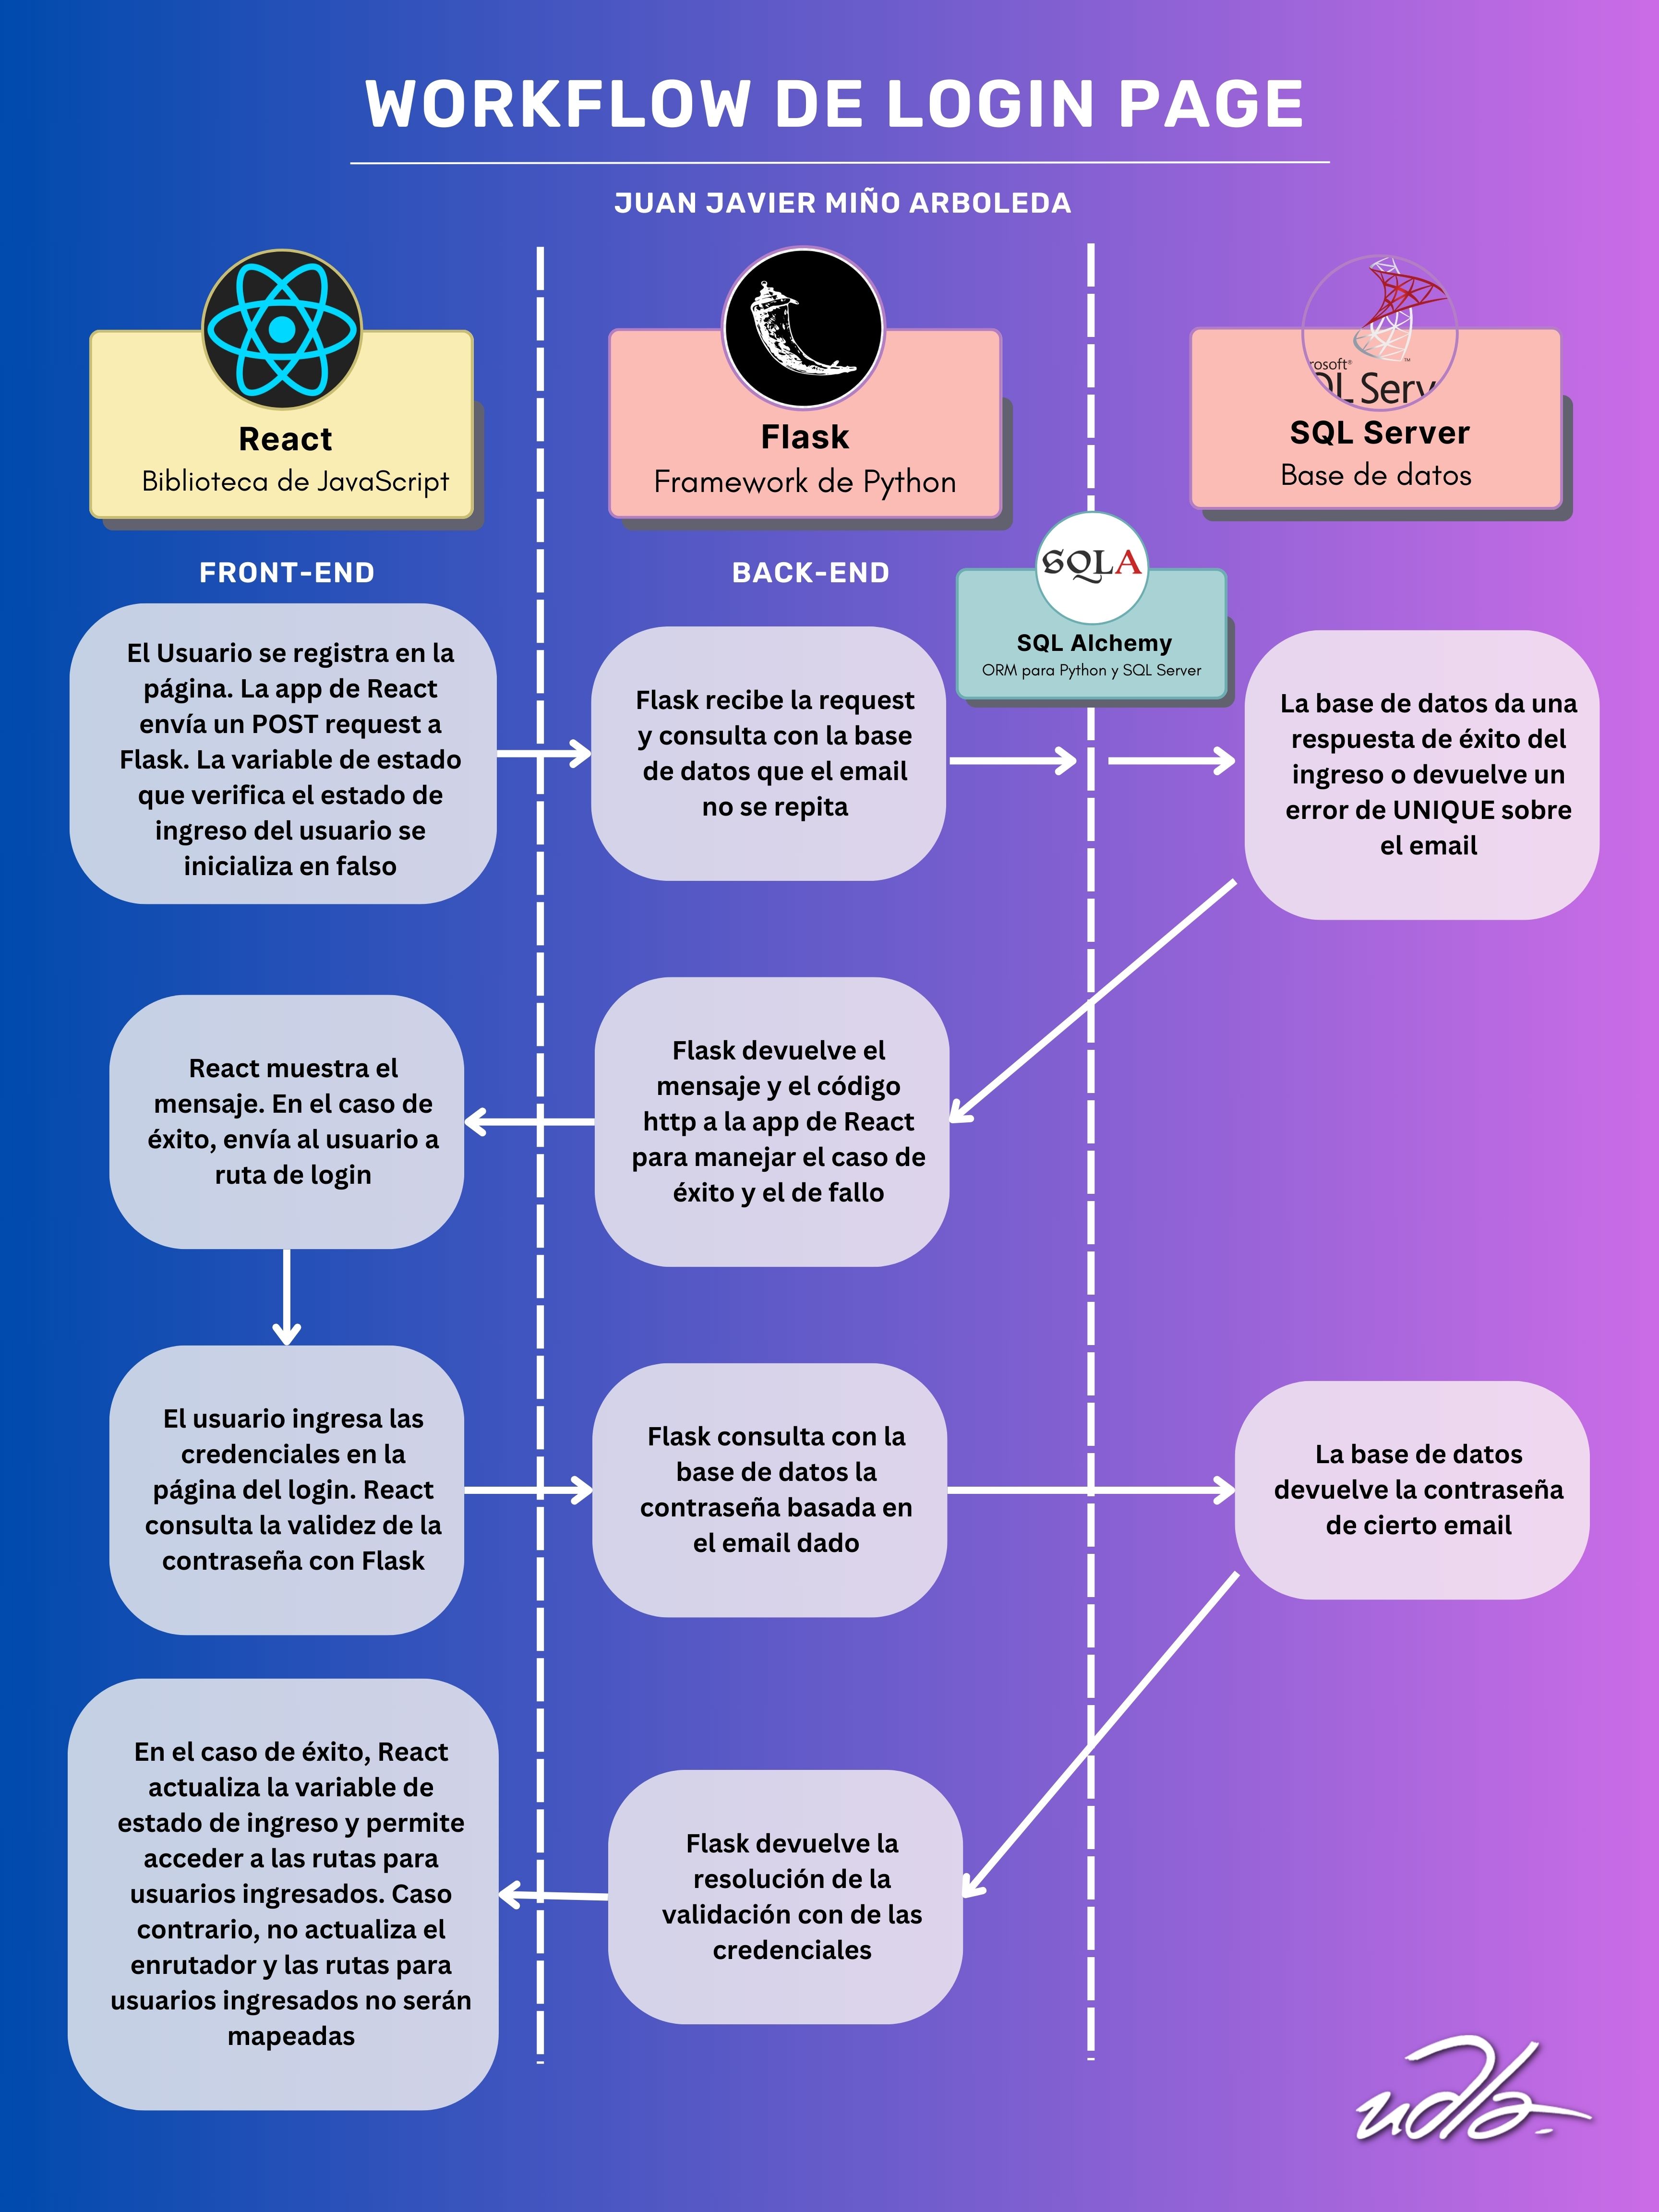 WORKFLOW DE LOGIN PAGE
JUAN JAVIER MIÑO ARBOLEDA
React
Biblioteca de JavaScript
Flask
Framework de Python
rosoft®
QL Serv
™
SQL Server
Base de datos
FRONT-END
BACK-END
SQLA
SQL Alchemy
ORM para Python y SQL Server
El Usuario se registra en la
página. La app de React
envía un POST request a
Flask. La variable de estado
que verifica el estado de
ingreso del usuario se
inicializa en falso
Flask recibe la request
y consulta con la base
de datos que el email
no se repita
La base de datos da una
respuesta de éxito del
ingreso o devuelve un
error de UNIQUE sobre
el email
React muestra el
mensaje. En el caso de
éxito, envía al usuario a
ruta de login
Flask devuelve el
mensaje y el código
http a la app de React
para manejar el caso de
éxito y el de fallo
El usuario ingresa las
credenciales en la
página del login. React
consulta la validez de la
contraseña con Flask
Flask consulta con la
base de datos la
contraseña basada en
el email dado
La base de datos
devuelve la contraseña
de cierto email
En el caso de éxito, React
actualiza la variable de
estado de ingreso y permite
acceder a las rutas para
usuarios ingresados. Caso
contrario, no actualiza el
enrutador y las rutas para
usuarios ingresados no serán
mapeadas
Flask devuelve la
resolución de la
validación con de las
credenciales
udla.